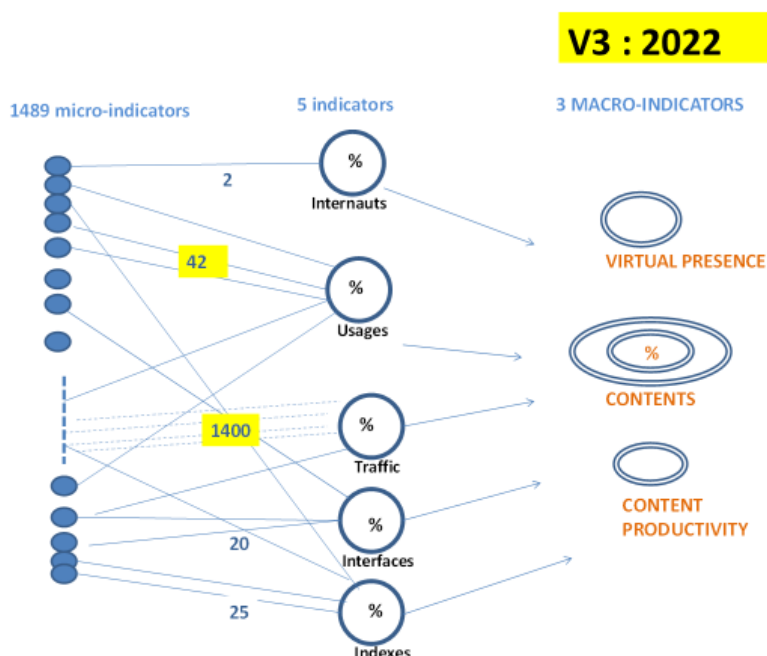 V3 : 2022
1489 micro-indicators
5 indicators
3 MACRO-INDICATORS
%
2
Internauts
VIRTUAL PRESENCE
42
%
Usages
%
CONTENTS
1400
%
Traffic
CONTENT
PRODUCTIVITY
%
20
Interfaces
25
%
Indexes